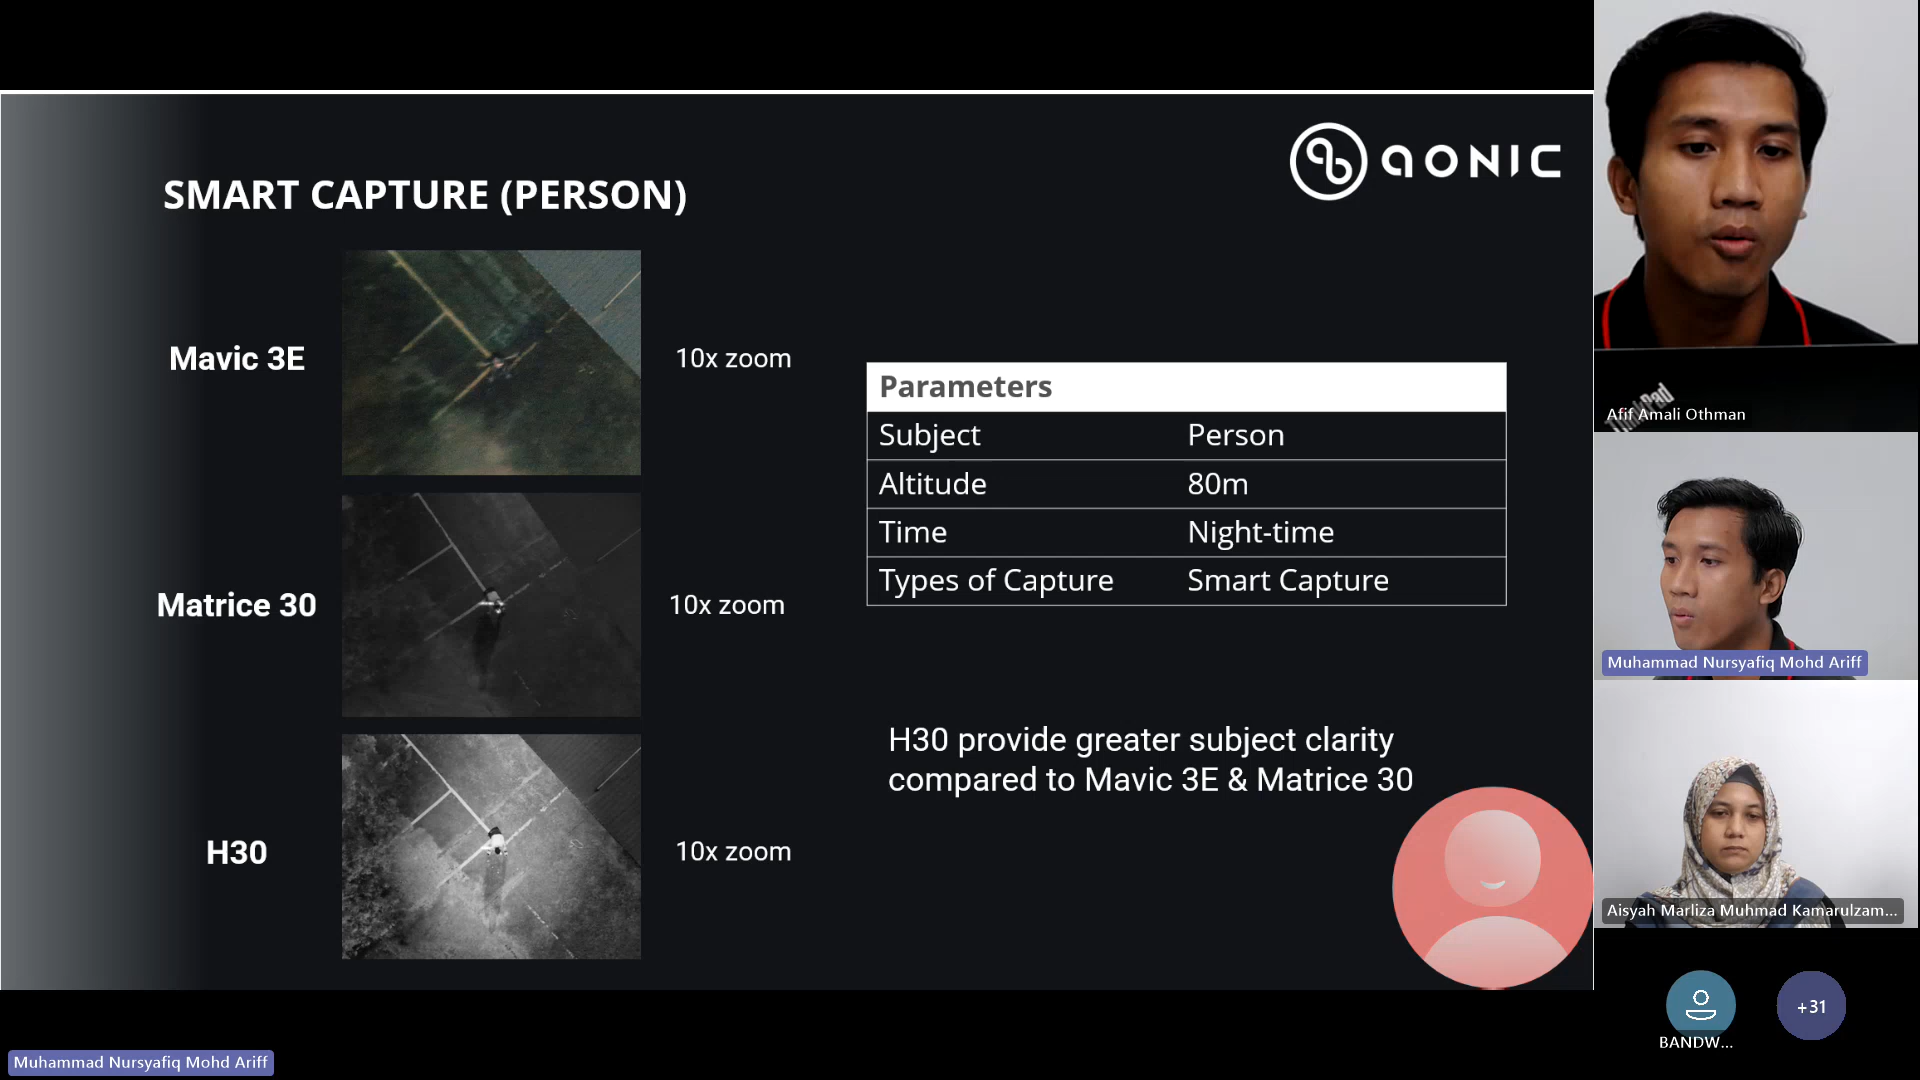 aonic
SMART CAPTURE (PERSON)
Mavic 3E
10x zoom
Matrice 30
10x zoom
H30
10x zoom
Parameters
Subject Person
Altitude 80m
Time Night-time
Types of Capture Smart Capture
H30 provide greater subject clarity
compared to Mavic 3E & Matrice 30
ThinkPad
Afif Amali Othman
Muhammad Nursyafiq Mohd Ariff
Aisyah Marliza Muhmad Kamarulzam...
BANDW...
+31
Muhammad Nursyafiq Mohd Ariff